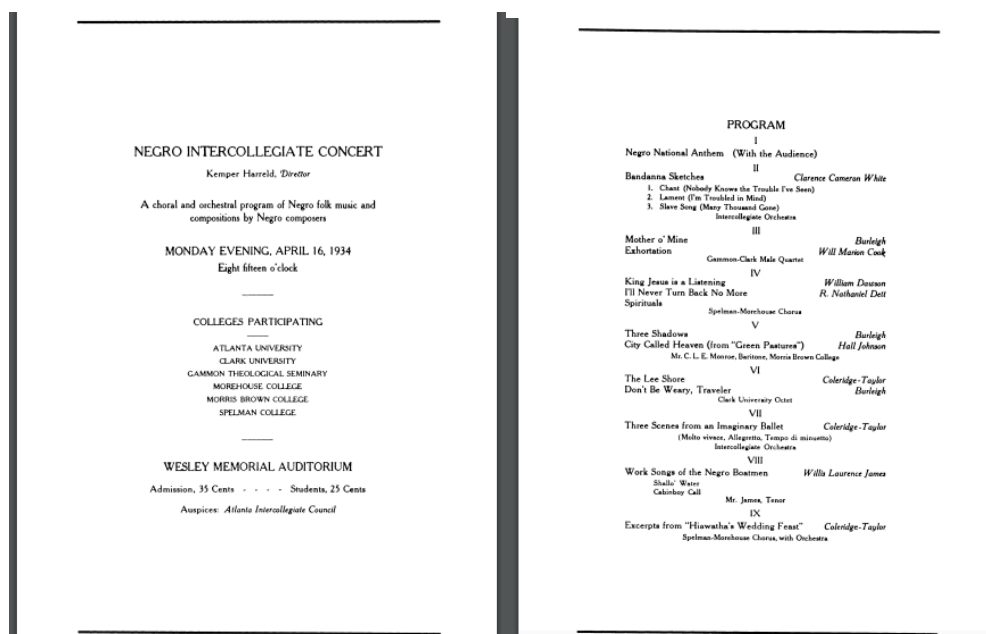 NEGRO INTERCOLLEGIATE CONCERT
Kemper Harreld, Director
A choral and orchestral program of Negro folk music and
compositions by Negro composers
MONDAY EVENING, APRIL 16, 1934
Eight fifteen o'clock
COLLEGES PARTICIPATING
ATLANTA UNIVERSITY
CLARK UNIVERSITY
GAMMON THEOLOGICAL SEMINARY
MOREHOUSE COLLEGE
MORRIS BROWN COLLEGE
SPELMAN COLLEGE
WESLEY MEMORIAL AUDITORIUM
Admission, 35 Cents - - - - Students, 25 Cents
Auspices: Atlanta Intercollegiate Council
PROGRAM
I
Negro National Anthem (With the Audience)
II
Bandanna Sketches Clarence Cameron White
1. Chant (Nobody Knows the Trouble I've Seen)
2. Lament (I'm Troubled in Mind)
3. Slave Song (Many Thousand Gone)
Intercollegiate Orchestra
III
Mother o' Mine Burleigh
Exhortation Will Marion Cook
Gammon-Clark Male Quartet
IV
King Jesus is a Listening William Dawson
I'll Never Turn Back No More R. Nathaniel Dett
Spirituals
Spelman-Morehouse Chorus
V
Three Shadows Burleigh
City Called Heaven (from "Green Pastures") Hall Johnson
Mr. C. L. E. Monroe, Baritone, Morris Brown College
VI
The Lee Shore Coleridge-Taylor
Don't Be Weary, Traveler Burleigh
Clark University Octet
VII
Three Scenes from an Imaginary Ballet Coleridge-Taylor
(Molto vivace, Allegretto, Tempo di minuetto)
Intercollegiate Orchestra
VIII
Work Songs of the Negro Boatmen Willis Laurence James
Shallo' Water
Cabinboy Call
Mr. James, Tenor
IX
Excerpts from "Hiawatha's Wedding Feast" Coleridge-Taylor
Spelman-Morehouse Chorus, with Orchestra